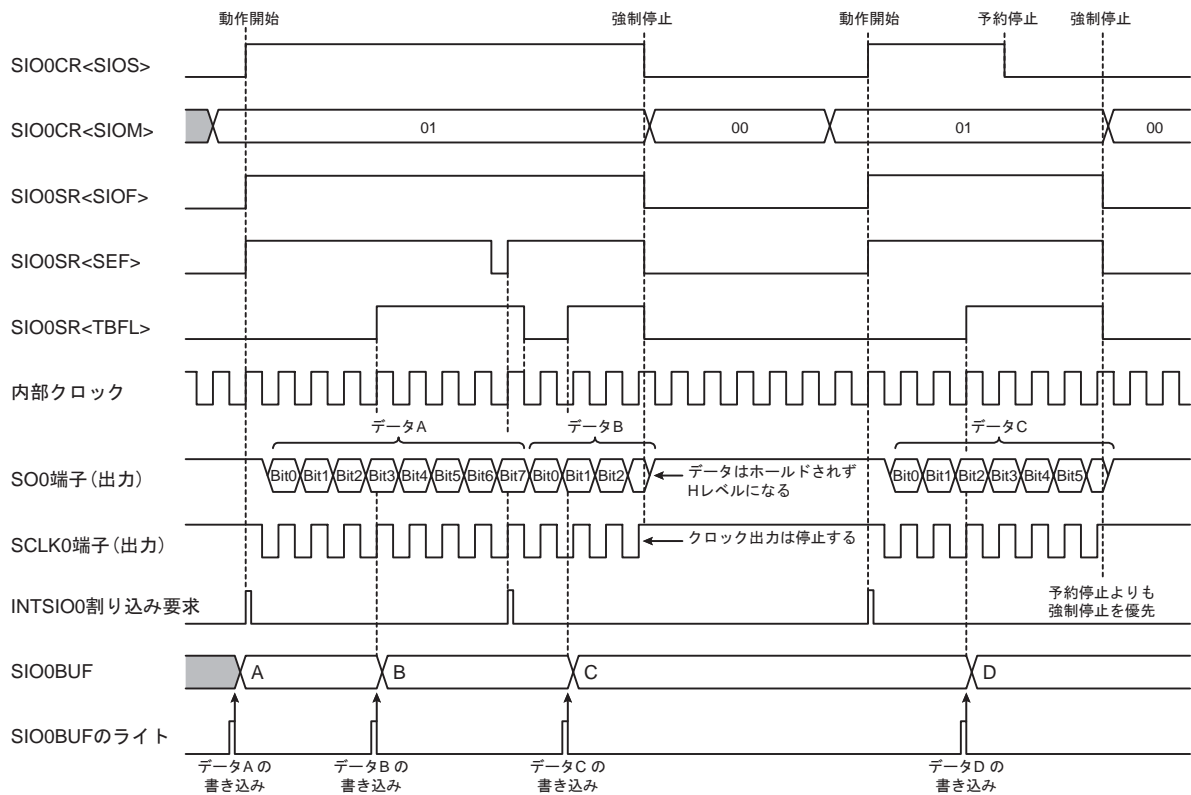 動作開始
強制停止
動作開始
予約停止
強制停止
SIO0CR<SIOS>
SIO0CR<SIOM>
01
00
01
00
SIO0SR<SIOF>
SIO0SR<SEF>
SIO0SR<TBFL>
内部クロック
データA
データB
データC
SO0端子(出力)
Bit0 Bit1 Bit2 Bit3 Bit4 Bit5 Bit6 Bit7 Bit0 Bit1 Bit2
データはホールドされず
Hレベルになる
Bit0 Bit1 Bit2 Bit3 Bit4 Bit5
SCLK0端子(出力)
クロック出力は停止する
INTSIO0割り込み要求
予約停止よりも
強制停止を優先
SIO0BUF
A
B
C
D
SIO0BUFのライト
データA の
書き込み
データB の
書き込み
データC の
書き込み
データD の
書き込み